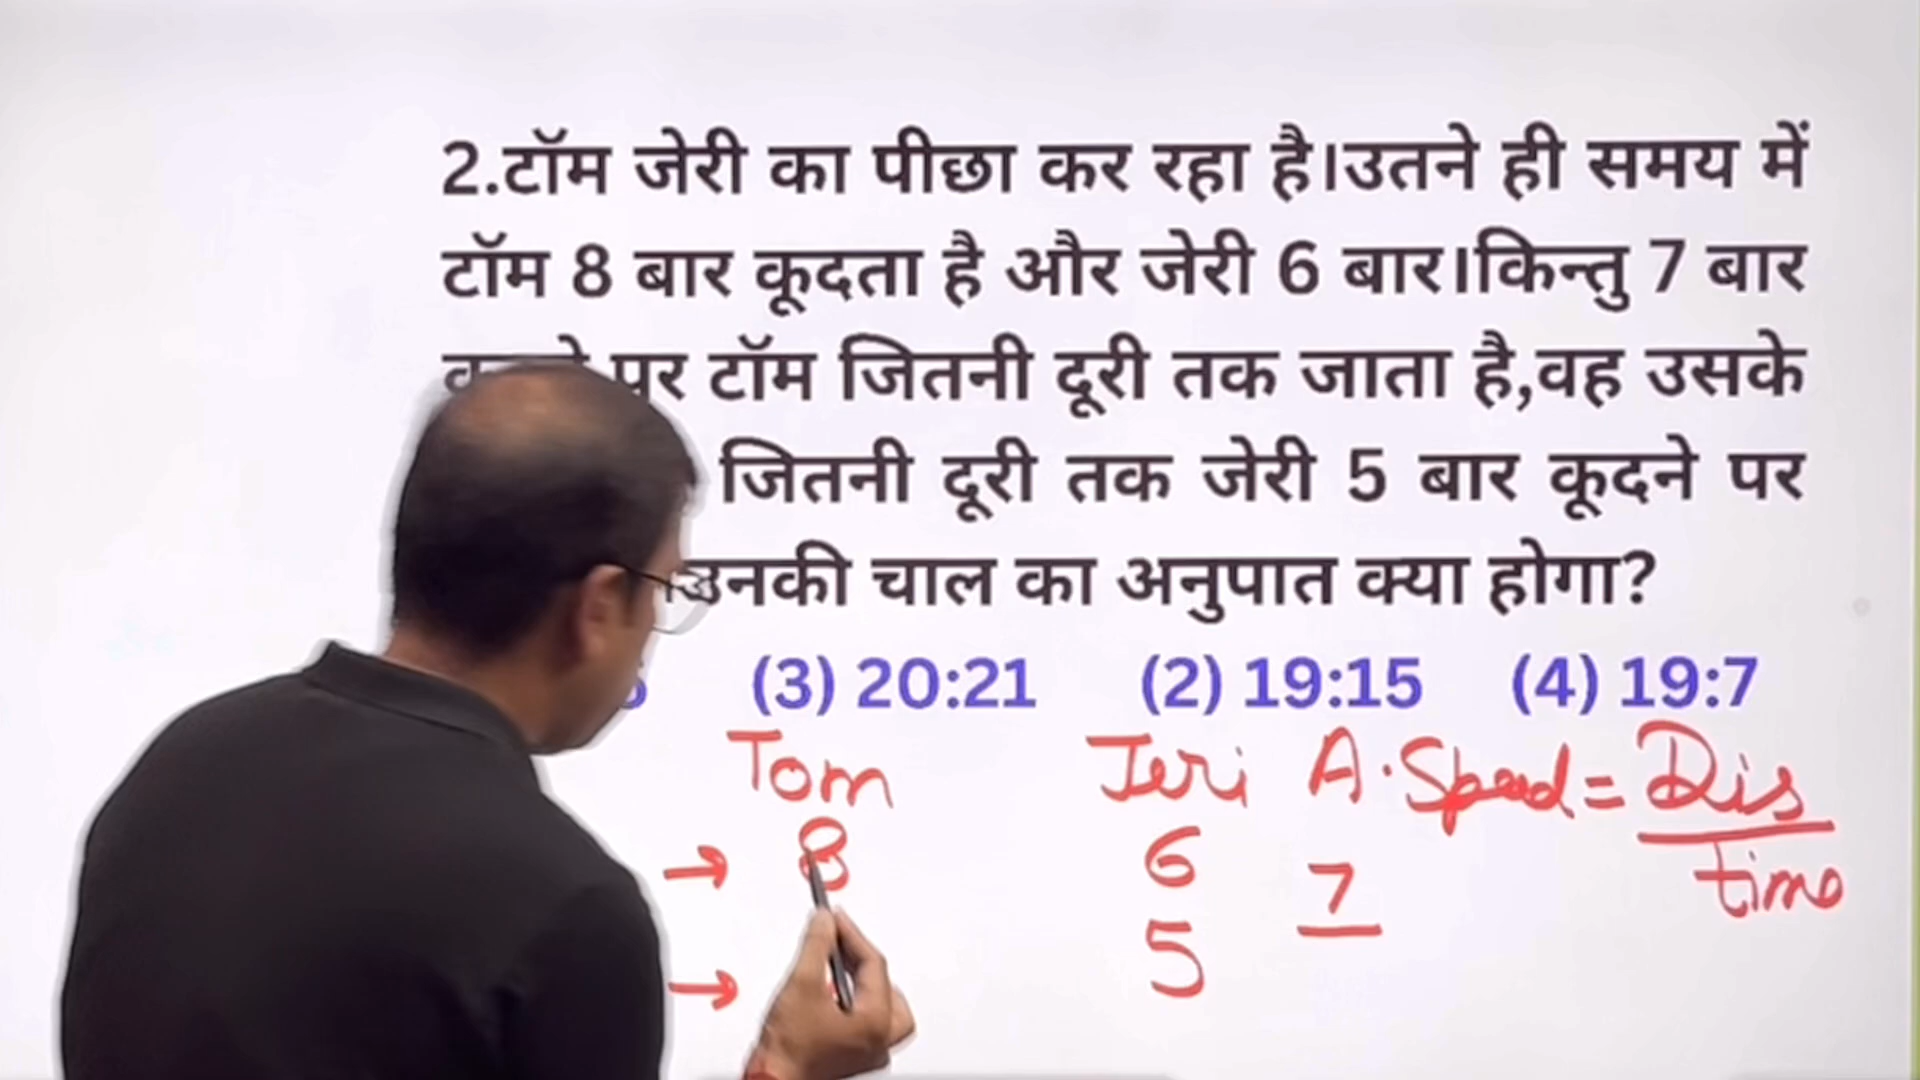 2.टॉम जेरी का पीछा कर रहा है।उतने ही समय में
टॉम 8 बार कूदता है और जेरी 6 बार।किन्तु 7 बार
पर टॉम जितनी दूरी तक जाता है,वह उसके
जितनी दूरी तक जेरी 5 बार कूदने पर
उनकी चाल का अनुपात क्या होगा?
(3) 20:21 (2) 19:15 (4) 19:7
Tom Jeri A. Speed = Dis
time
→ 8 6 7
→ 5